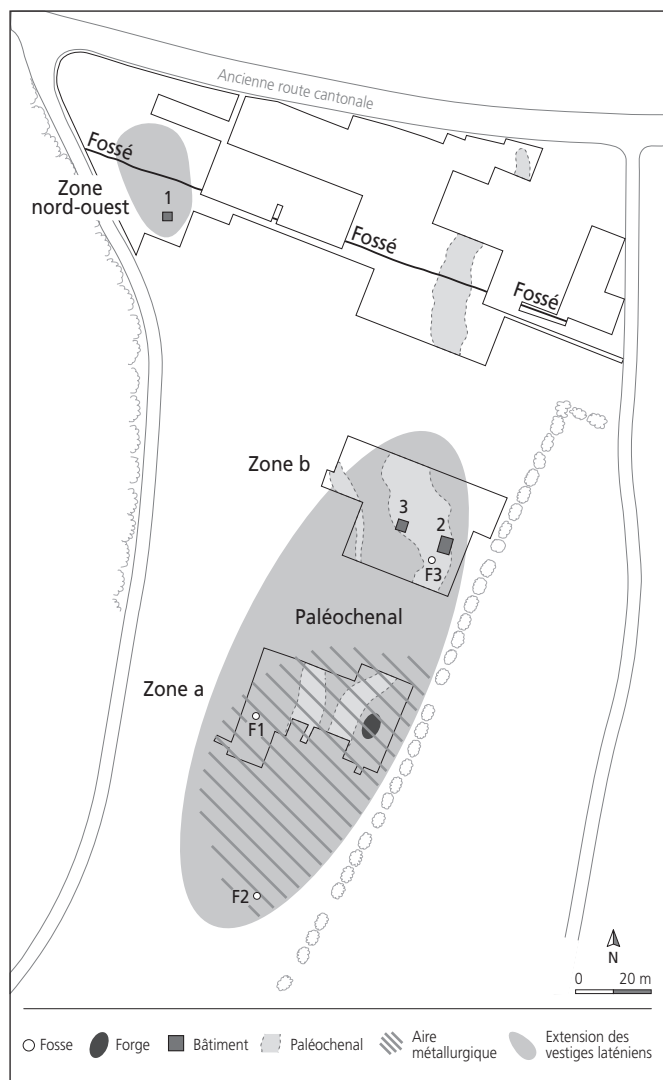 Ancienne route cantonale
Fossé
Zone
nord-ouest
1
Fossé
Fossé
Zone b
3
2
F3
Paléochenal
Zone a
F1
F2
N
0 20 m
Fosse
Forge
Bâtiment
Paléochenal
Aire
métallurgique
Extension des
vestiges laténiens